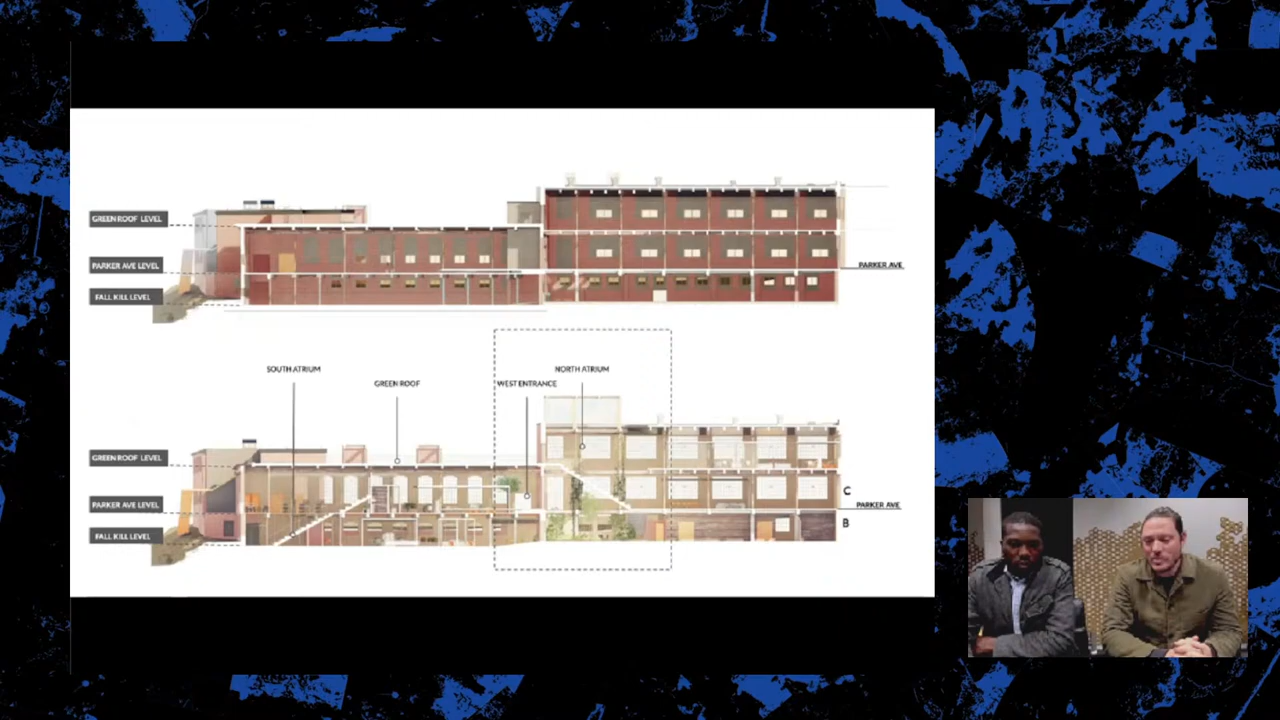 GREEN ROOF LEVEL
PARKER AVE LEVEL
PARKER AVE
FALL KILL LEVEL
SOUTH ATRIUM
NORTH ATRIUM
GREEN ROOF
WEST ENTRANCE
GREEN ROOF LEVEL
C
PARKER AVE LEVEL
PARKER AVE
B
FALL KILL LEVEL